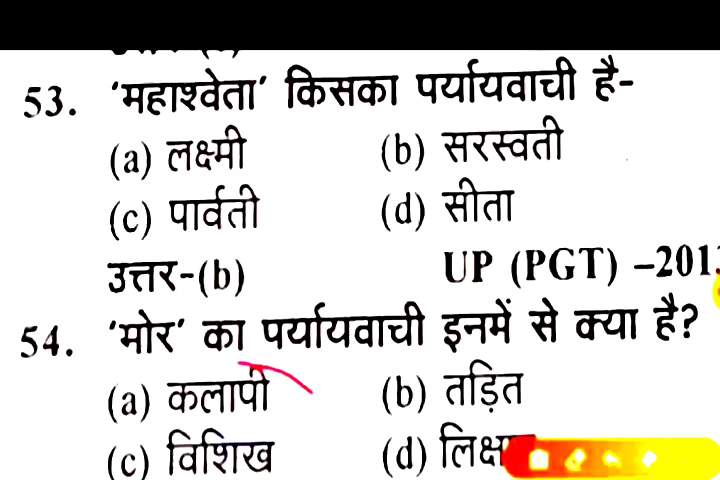 53. 'महाश्वेता' किसका पर्यायवाची है-
(a) लक्ष्मी (b) सरस्वती
(c) पार्वती (d) सीता
उत्तर-(b) UP (PGT) –201
54. 'मोर' का पर्यायवाची इनमें से क्या है?
(a) कलापी (b) तड़ित
(c) विशिख (d)